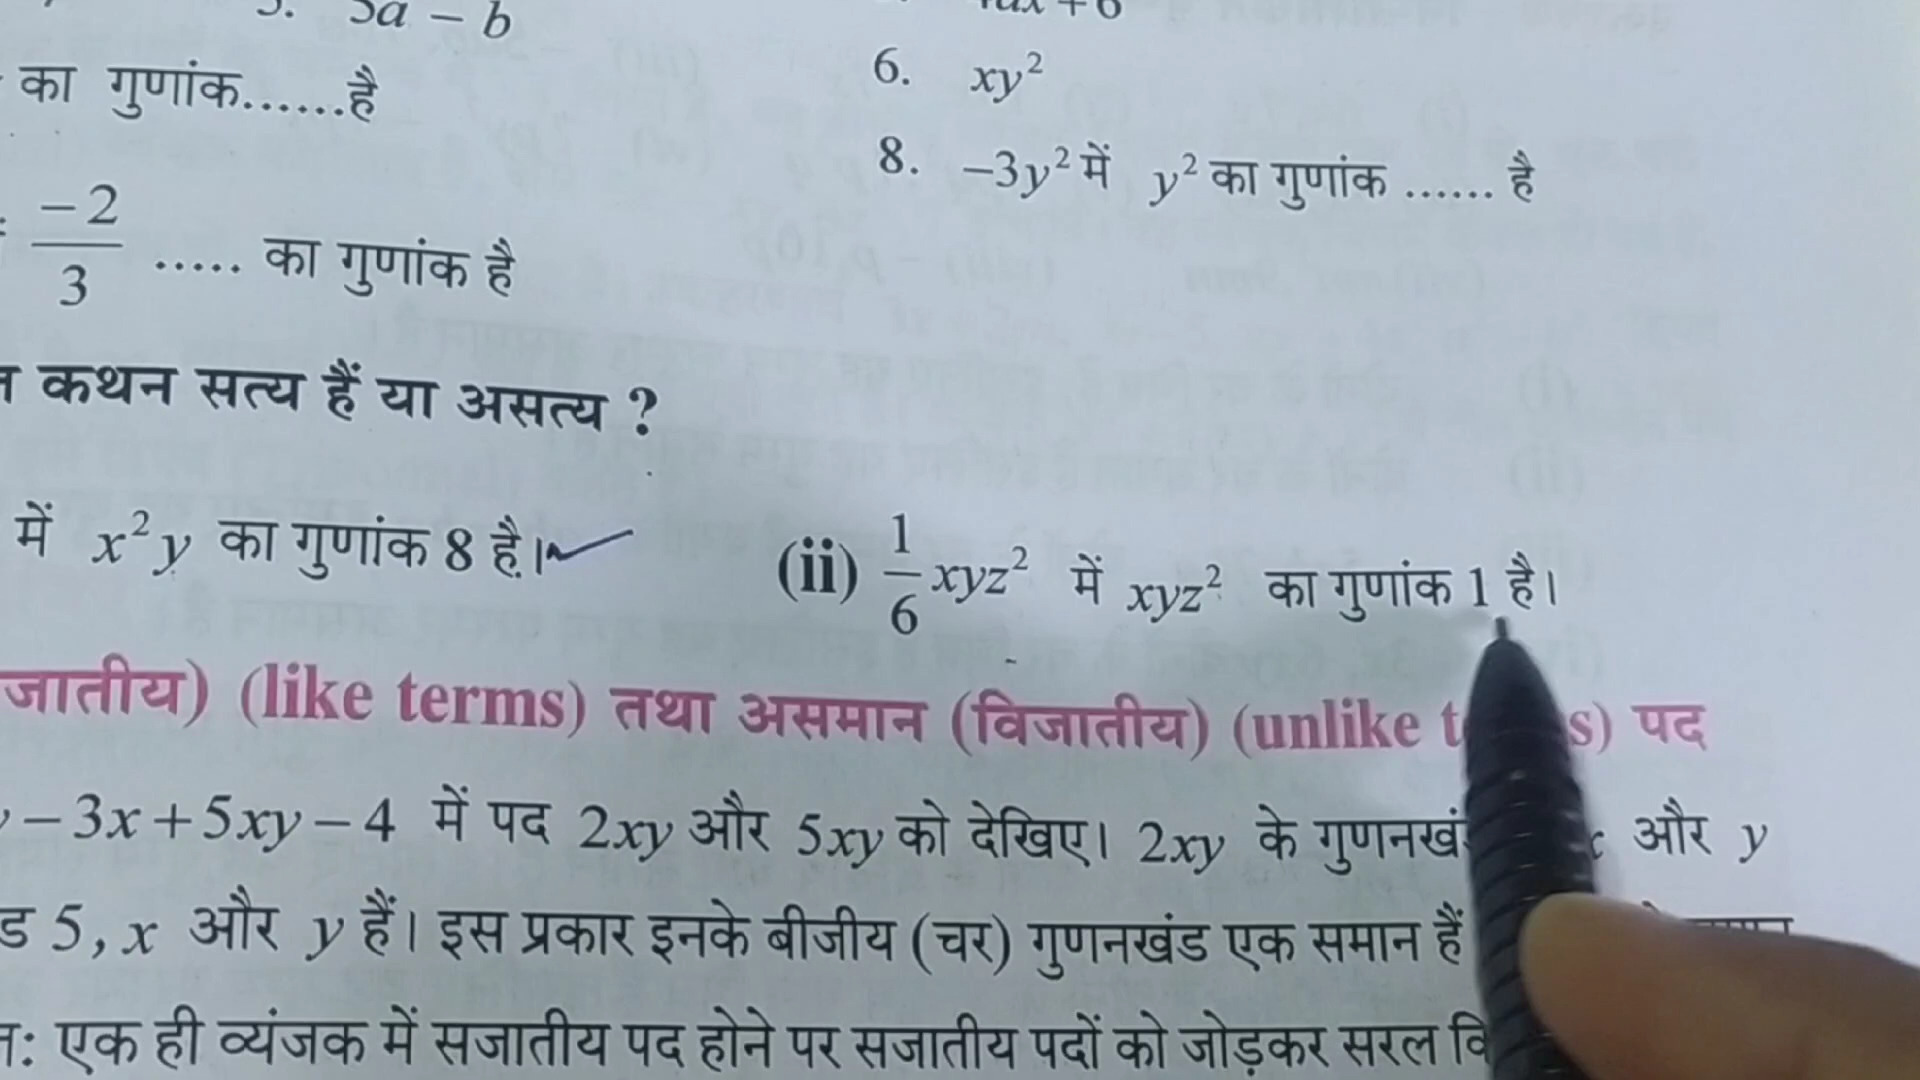 5. 5a – b
का गुणांक......है
6. xy²
8. –3y² में y² का गुणांक ...... है
–2/3 ..... का गुणांक है
कथन सत्य हैं या असत्य ?
में x²y का गुणांक 8 है।
(ii) 1/6 xyz² में xyz² का गुणांक 1 है।
जातीय) (like terms) तथा असमान (विजातीय) (unlike पद
– 3x + 5xy – 4 में पद 2xy और 5xy को देखिए। 2xy के और y
5, x और y हैं। इस प्रकार इनके बीजीय (चर) गुणनखंड एक समान हैं
एक ही व्यंजक में सजातीय पद होने पर सजातीय पदों को जोड़कर सरल